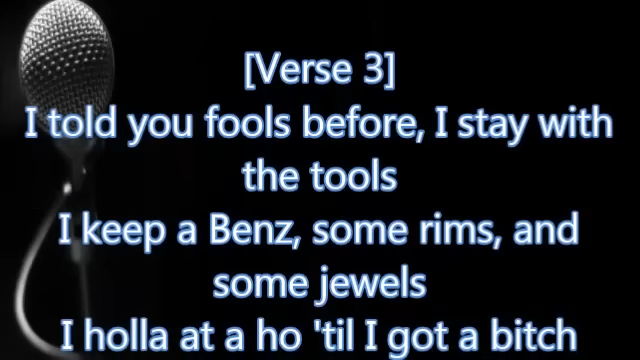 [Verse 3]
I told you fools before, I stay with
the tools
I keep a Benz, some rims, and
some jewels
I holla at a ho 'til I got a bitch